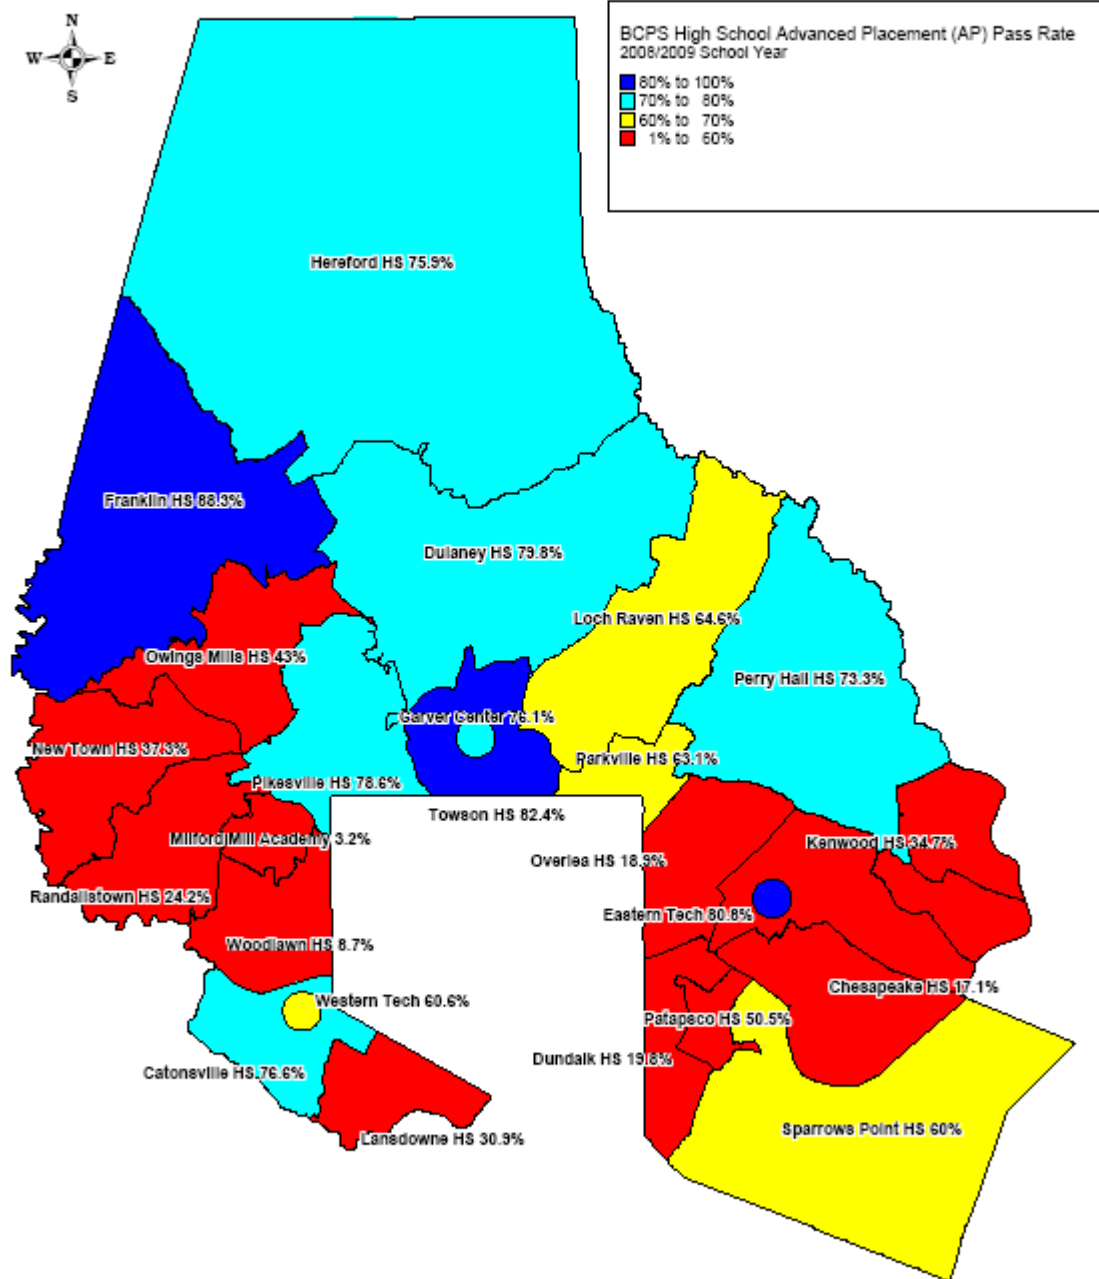 N
W E
S
BCPS High School Advanced Placement (AP) Pass Rate
2008/2009 School Year
80% to 100%
70% to 80%
60% to 70%
1% to 60%
Hereford HS 75.9%
Franklin HS 88.3%
Dulaney HS 79.8%
Loch Raven HS 64.6%
Owings Mills HS 43%
Perry Hall HS 73.3%
Carver Center 76.1%
New Town HS 37.3%
Parkville HS 63.1%
Pikesville HS 78.6%
Towson HS 82.4%
Milford Mill Academy 3.2%
Kenwood HS 34.7%
Overlea HS 18.9%
Randallstown HS 24.2%
Eastern Tech 80.8%
Woodlawn HS 8.7%
Chesapeake HS 17.1%
Western Tech 60.6%
Patapsco HS 50.5%
Dundalk HS 19.8%
Catonsville HS 76.6%
Sparrows Point HS 60%
Lansdowne HS 30.9%